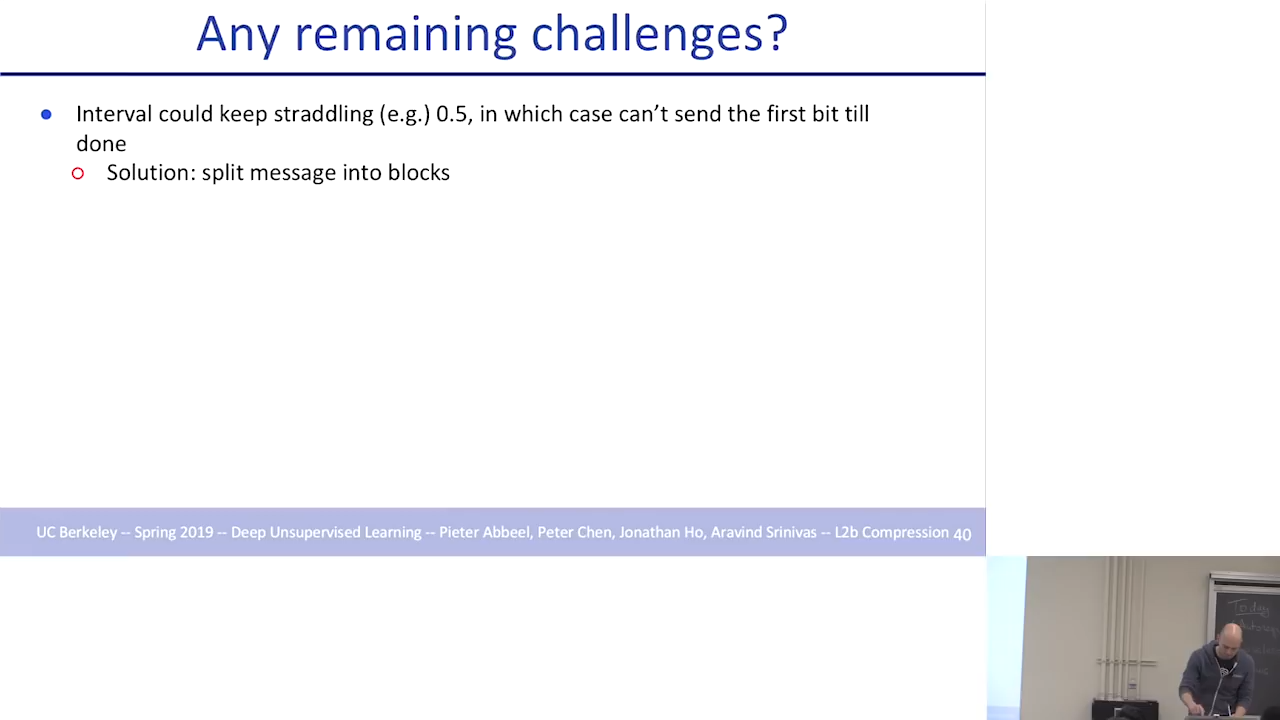 Any remaining challenges?
● Interval could keep straddling (e.g.) 0.5, in which case can't send the first bit till
done
○ Solution: split message into blocks
UC Berkeley -- Spring 2019 -- Deep Unsupervised Learning -- Pieter Abbeel, Peter Chen, Jonathan Ho, Aravind Srinivas -- L2b Compression 40
Today